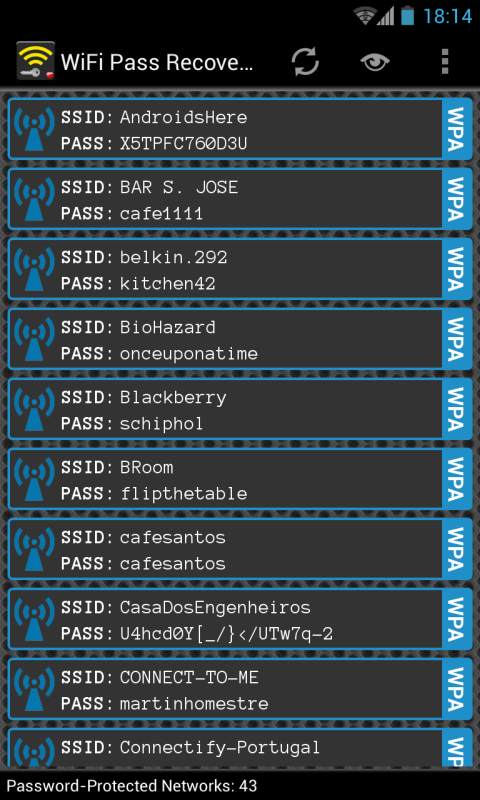 18:14
WiFi Pass Recove...
SSID: AndroidsHere
PASS: X5TPFC760D3U
WPA
SSID: BAR S. JOSE
PASS: cafe1111
WPA
SSID: belkin.292
PASS: kitchen42
WPA
SSID: BioHazard
PASS: onceuponatime
WPA
SSID: Blackberry
PASS: schiphol
WPA
SSID: BRoom
PASS: flipthetable
WPA
SSID: cafesantos
PASS: cafesantos
WPA
SSID: CasaDosEngenheiros
PASS: U4hcd0Y[_/}</UTw7q-2
WPA
SSID: CONNECT-TO-ME
PASS: martinhomestre
WPA
SSID: Connectify-Portugal
WP
Password-Protected Networks: 43